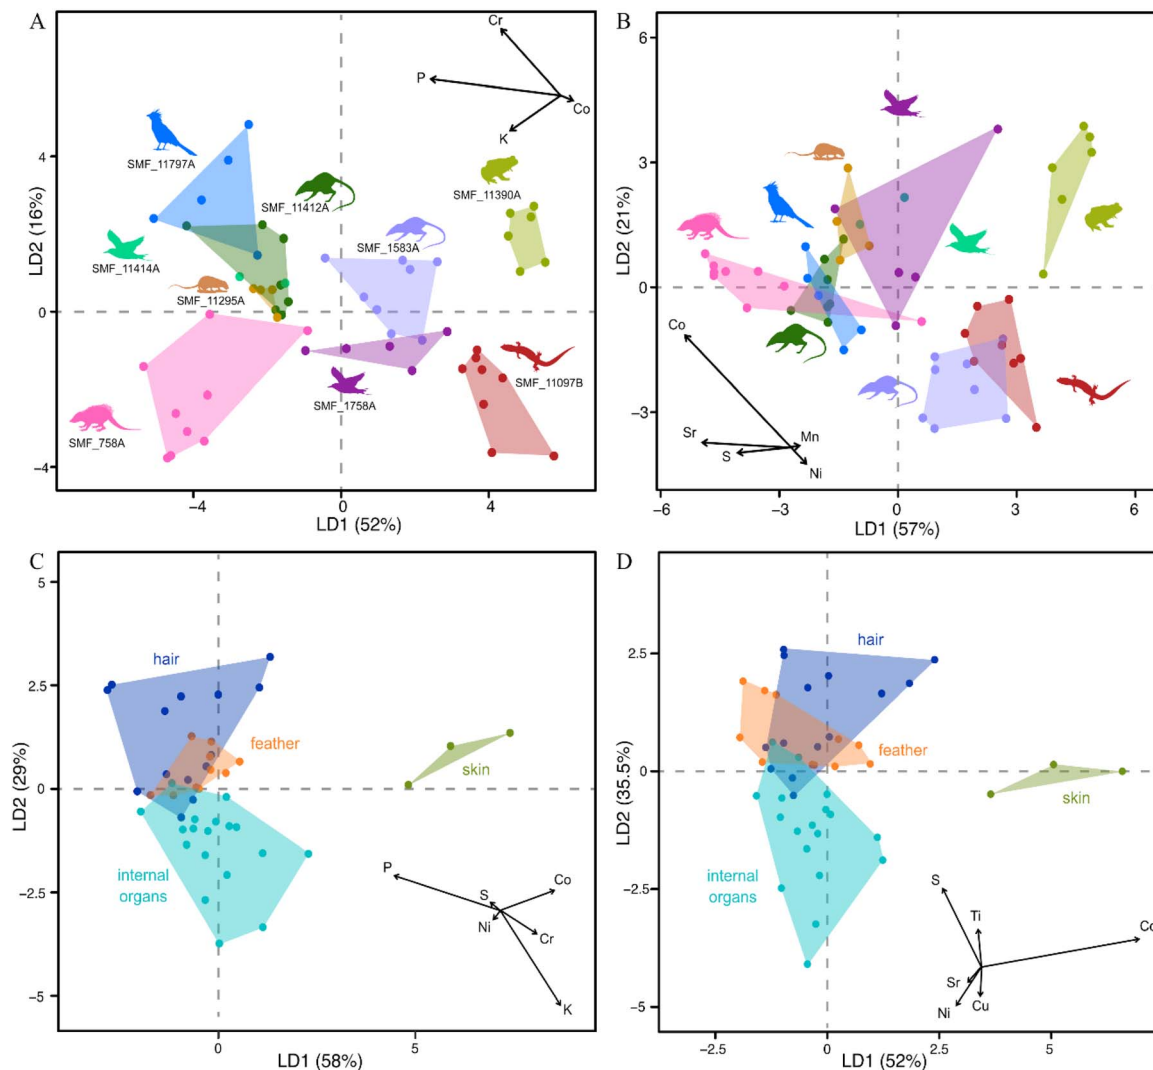 A
Cr
P
Co
K
SMF_11797A
SMF_11412A
SMF_11390A
SMF_1583A
SMF_11414A
SMF_11295A
SMF_11097B
SMF_1758A
SMF_758A
4
0
−4
LD2 (16%)
−4
0
4
LD1 (52%)
B
6
3
0
−3
LD2 (21%)
Co
Sr
S
Mn
Ni
−6
−3
0
3
6
LD1 (57%)
C
5
2.5
0
−2.5
−5
LD2 (29%)
hair
feather
skin
internal
organs
P
S
Co
Ni
Cr
K
0
5
LD1 (58%)
D
2.5
0
−2.5
−5
LD2 (35.5%)
hair
feather
skin
internal
organs
S
Ti
Sr
Ni
Cu
−2.5
0
2.5
5
LD1 (52%)